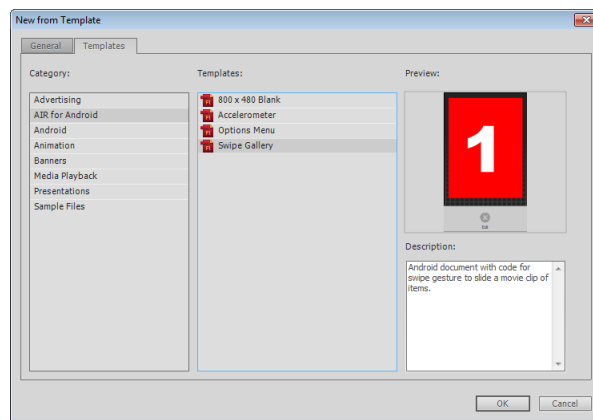 New from Template
General
Templates
Category:
Templates:
Preview:
Advertising
AIR for Android
Android
Animation
Banners
Media Playback
Presentations
Sample Files
800 x 480 Blank
Accelerometer
Options Menu
Swipe Gallery
1
Description:
Android document with code for
swipe gesture to slide a movie clip of
items.
OK
Cancel